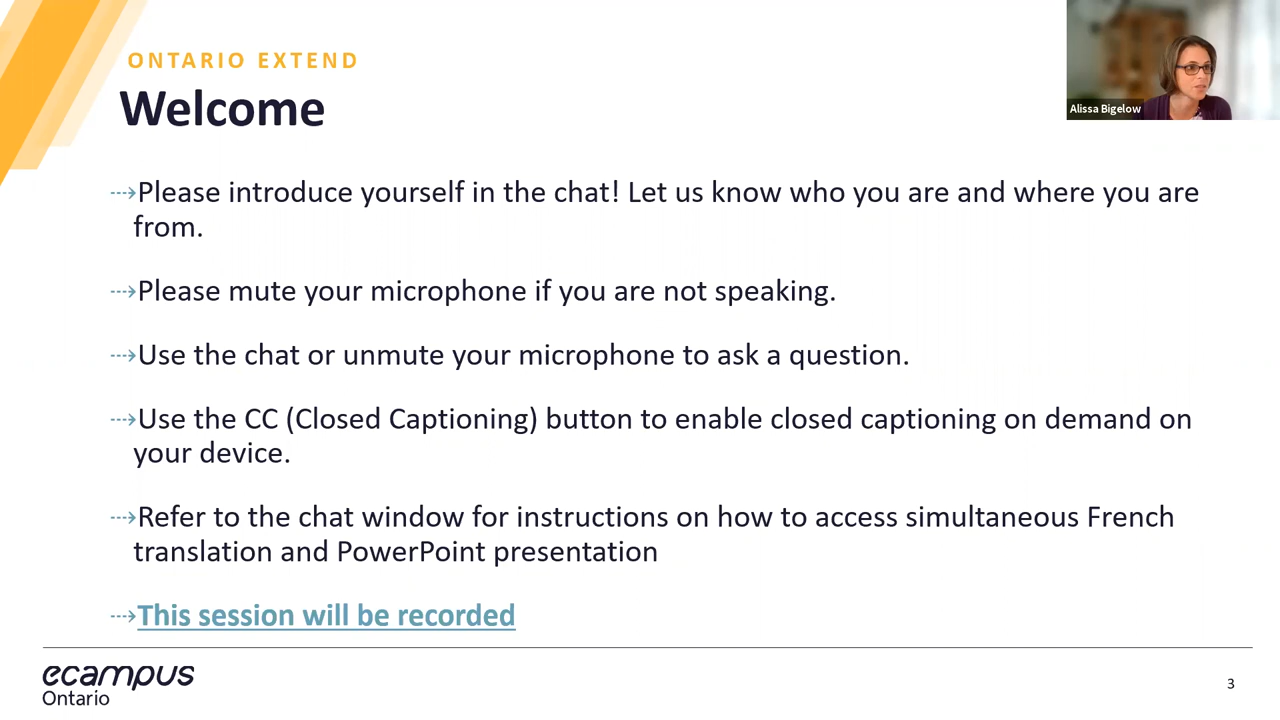 ONTARIO EXTEND
Welcome
Alissa Bigelow
⇢Please introduce yourself in the chat! Let us know who you are and where you are
from.
⇢Please mute your microphone if you are not speaking.
⇢Use the chat or unmute your microphone to ask a question.
⇢Use the CC (Closed Captioning) button to enable closed captioning on demand on
your device.
⇢Refer to the chat window for instructions on how to access simultaneous French
translation and PowerPoint presentation
⇢This session will be recorded
ecampus
Ontario
3